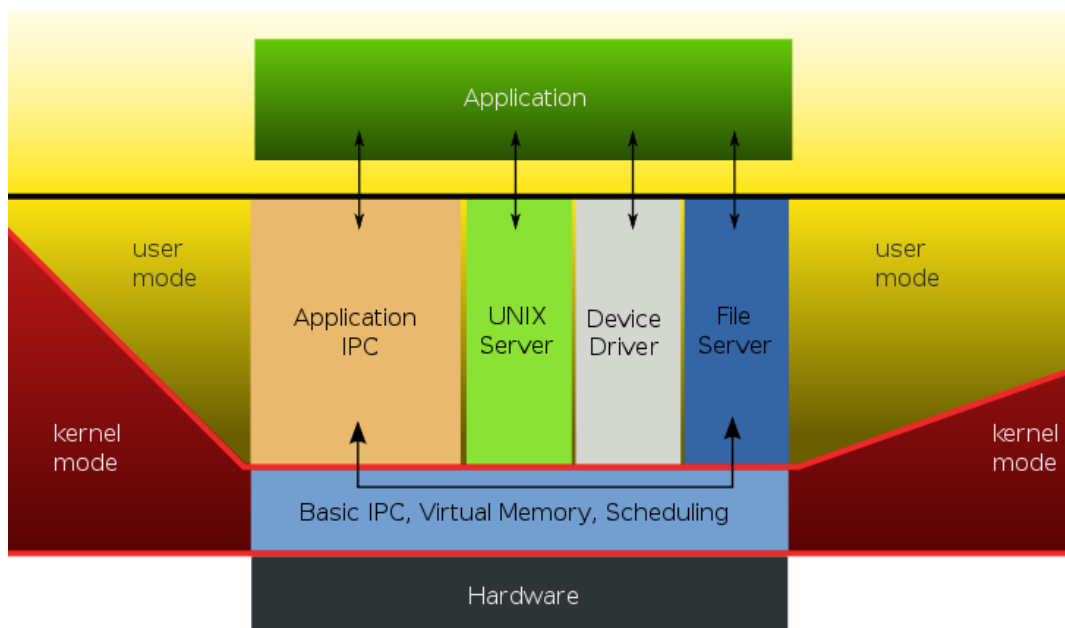 Application
user
mode
user
mode
Application
IPC
UNIX
Server
Device
Driver
File
Server
kernel
mode
kernel
mode
Basic IPC, Virtual Memory, Scheduling
Hardware